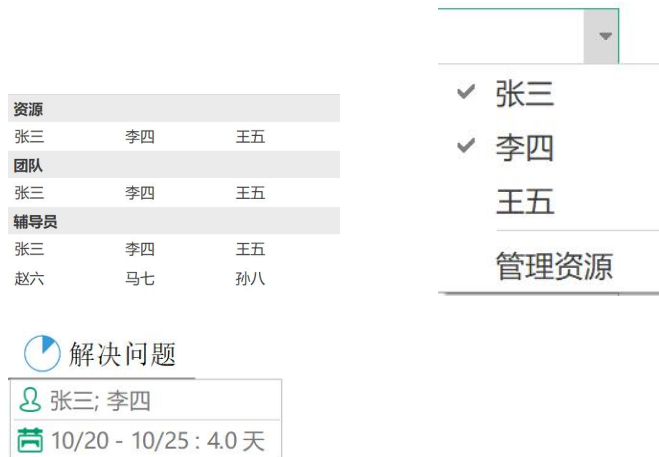 资源
张三 李四 王五
团队
张三 李四 王五
辅导员
张三 李四 王五
赵六 马七 孙八
张三
李四
王五
管理资源
解决问题
张三; 李四
10/20 - 10/25 : 4.0 天